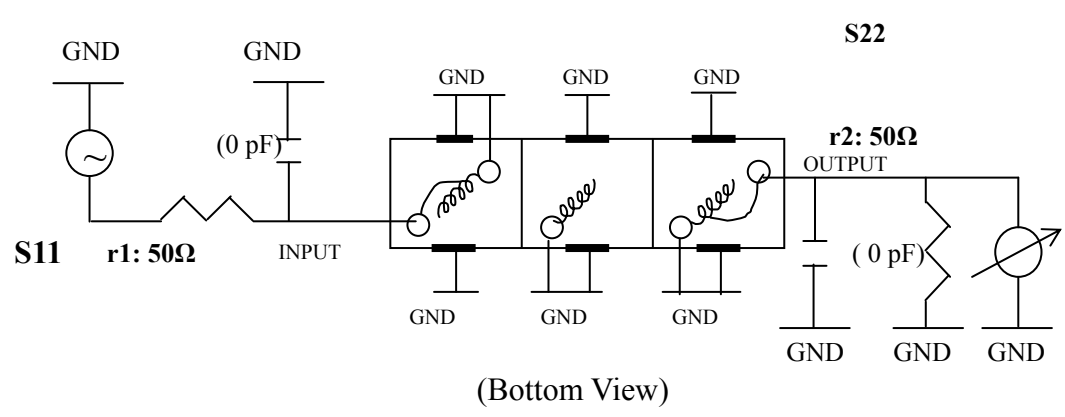 S22
GND
GND
GND
GND
GND
(0 pF)
r2: 50Ω
OUTPUT
S11
r1: 50Ω
INPUT
( 0 pF)
GND
GND
GND
GND
GND
GND
(Bottom View)